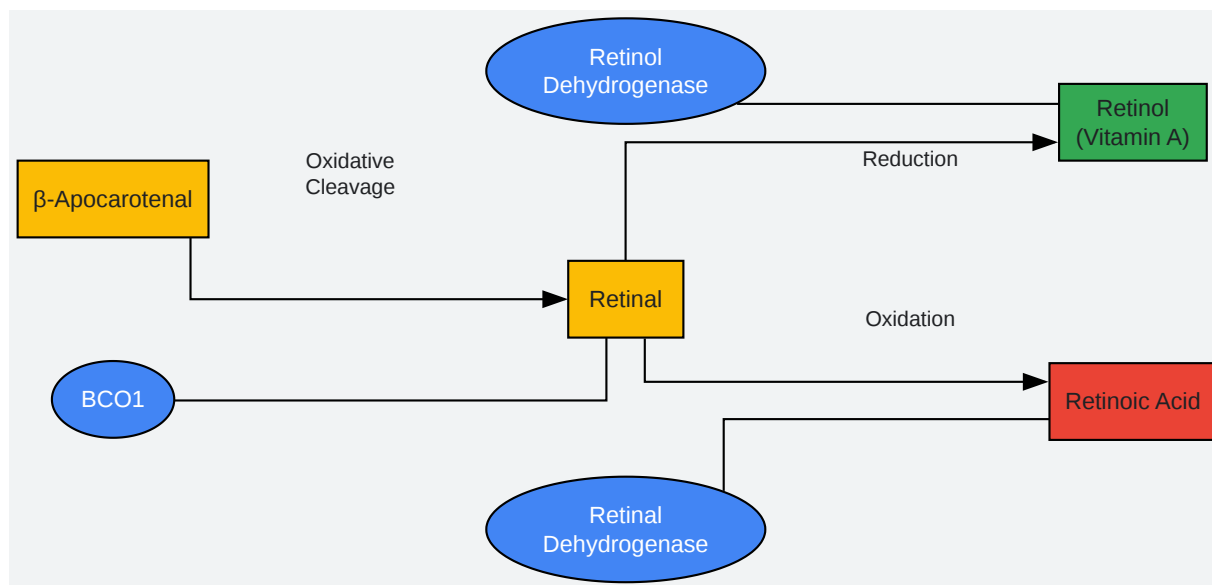 Retinol
Dehydrogenase
Retinol
(Vitamin A)
Oxidative
Cleavage
Reduction
β-Apocarotenal
Retinal
Oxidation
BCO1
Retinoic Acid
Retinal
Dehydrogenase